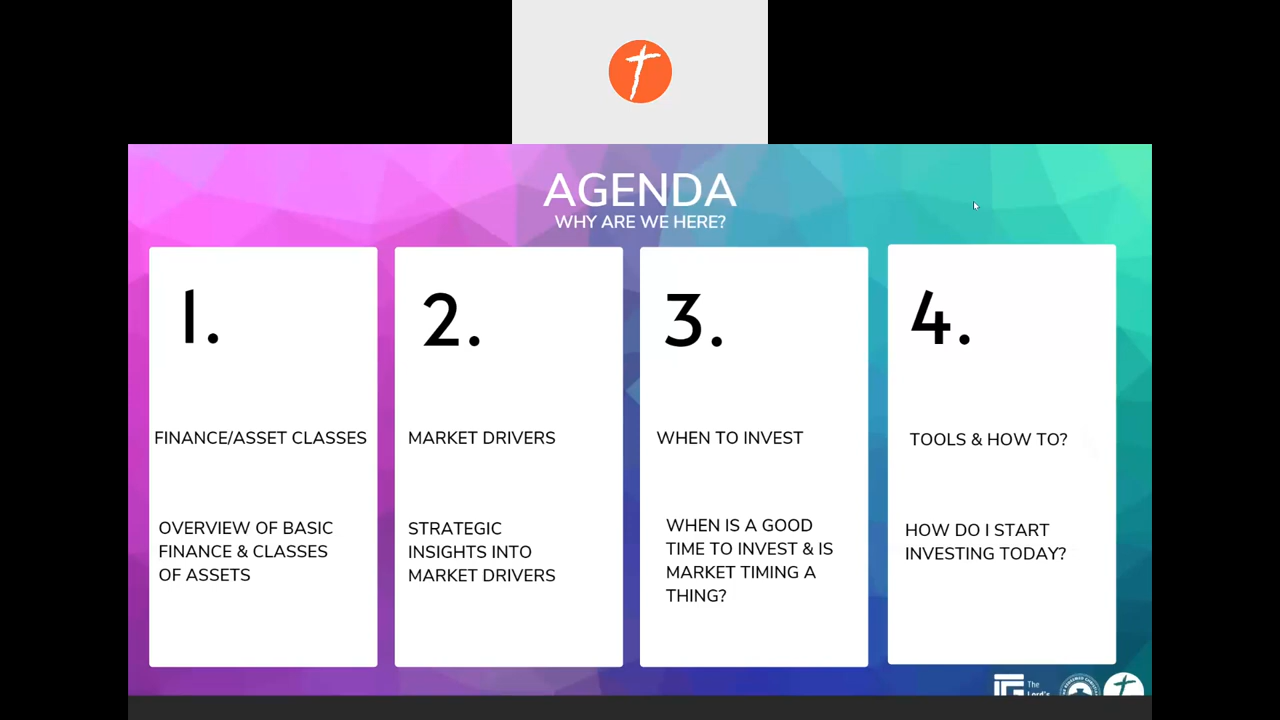 AGENDA
WHY ARE WE HERE?
1.
FINANCE/ASSET CLASSES
OVERVIEW OF BASIC
FINANCE & CLASSES
OF ASSETS
2.
MARKET DRIVERS
STRATEGIC
INSIGHTS INTO
MARKET DRIVERS
3.
WHEN TO INVEST
WHEN IS A GOOD
TIME TO INVEST & IS
MARKET TIMING A
THING?
4.
TOOLS & HOW TO?
HOW DO I START
INVESTING TODAY?
The
Lord's